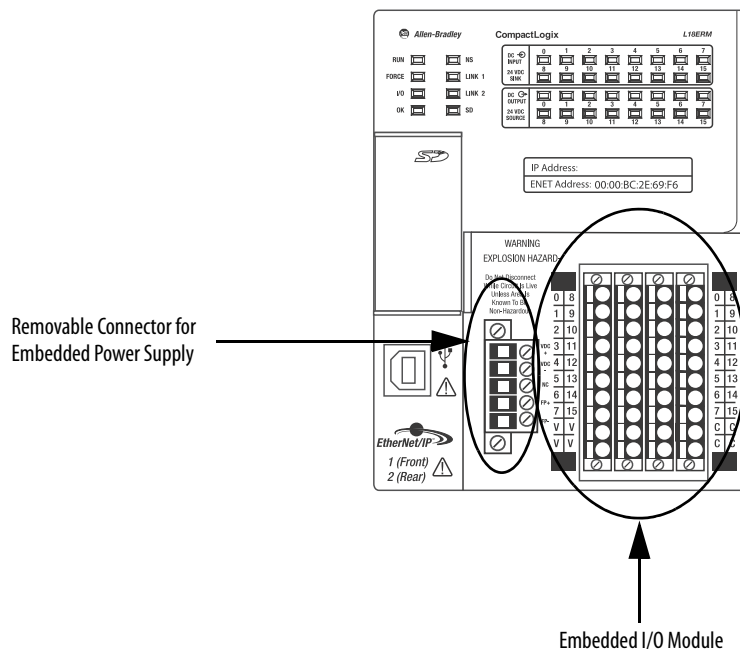 Allen-Bradley
CompactLogix
L18ERM
RUN
NS
FORCE
LINK 1
I/O
LINK 2
OK
SD
DC
INPUT
24 VDC
SINK
0 1 2 3 4 5 6 7
8 9 10 11 12 13 14 15
DC
OUTPUT
24 VDC
SOURCE
0 1 2 3 4 5 6 7
8 9 10 11 12 13 14 15
SD
IP Address:
ENET Address: 00:00:BC:2E:69:F6
WARNING
EXPLOSION HAZARD-
Do Not Disconnect
While Circuit Is Live
Unless Area Is
Known To Be
Non-Hazardous
Removable Connector for
Embedded Power Supply
VDC
+
VDC
-
NC
FP+
FP-
0 8
1 9
2 10
3 11
4 12
5 13
6 14
7 15
V V
V V
0 8
1 9
2 10
3 11
4 12
5 13
6 14
7 15
C C
C C
EtherNet/IP
1 (Front)
2 (Rear)
Embedded I/O Module